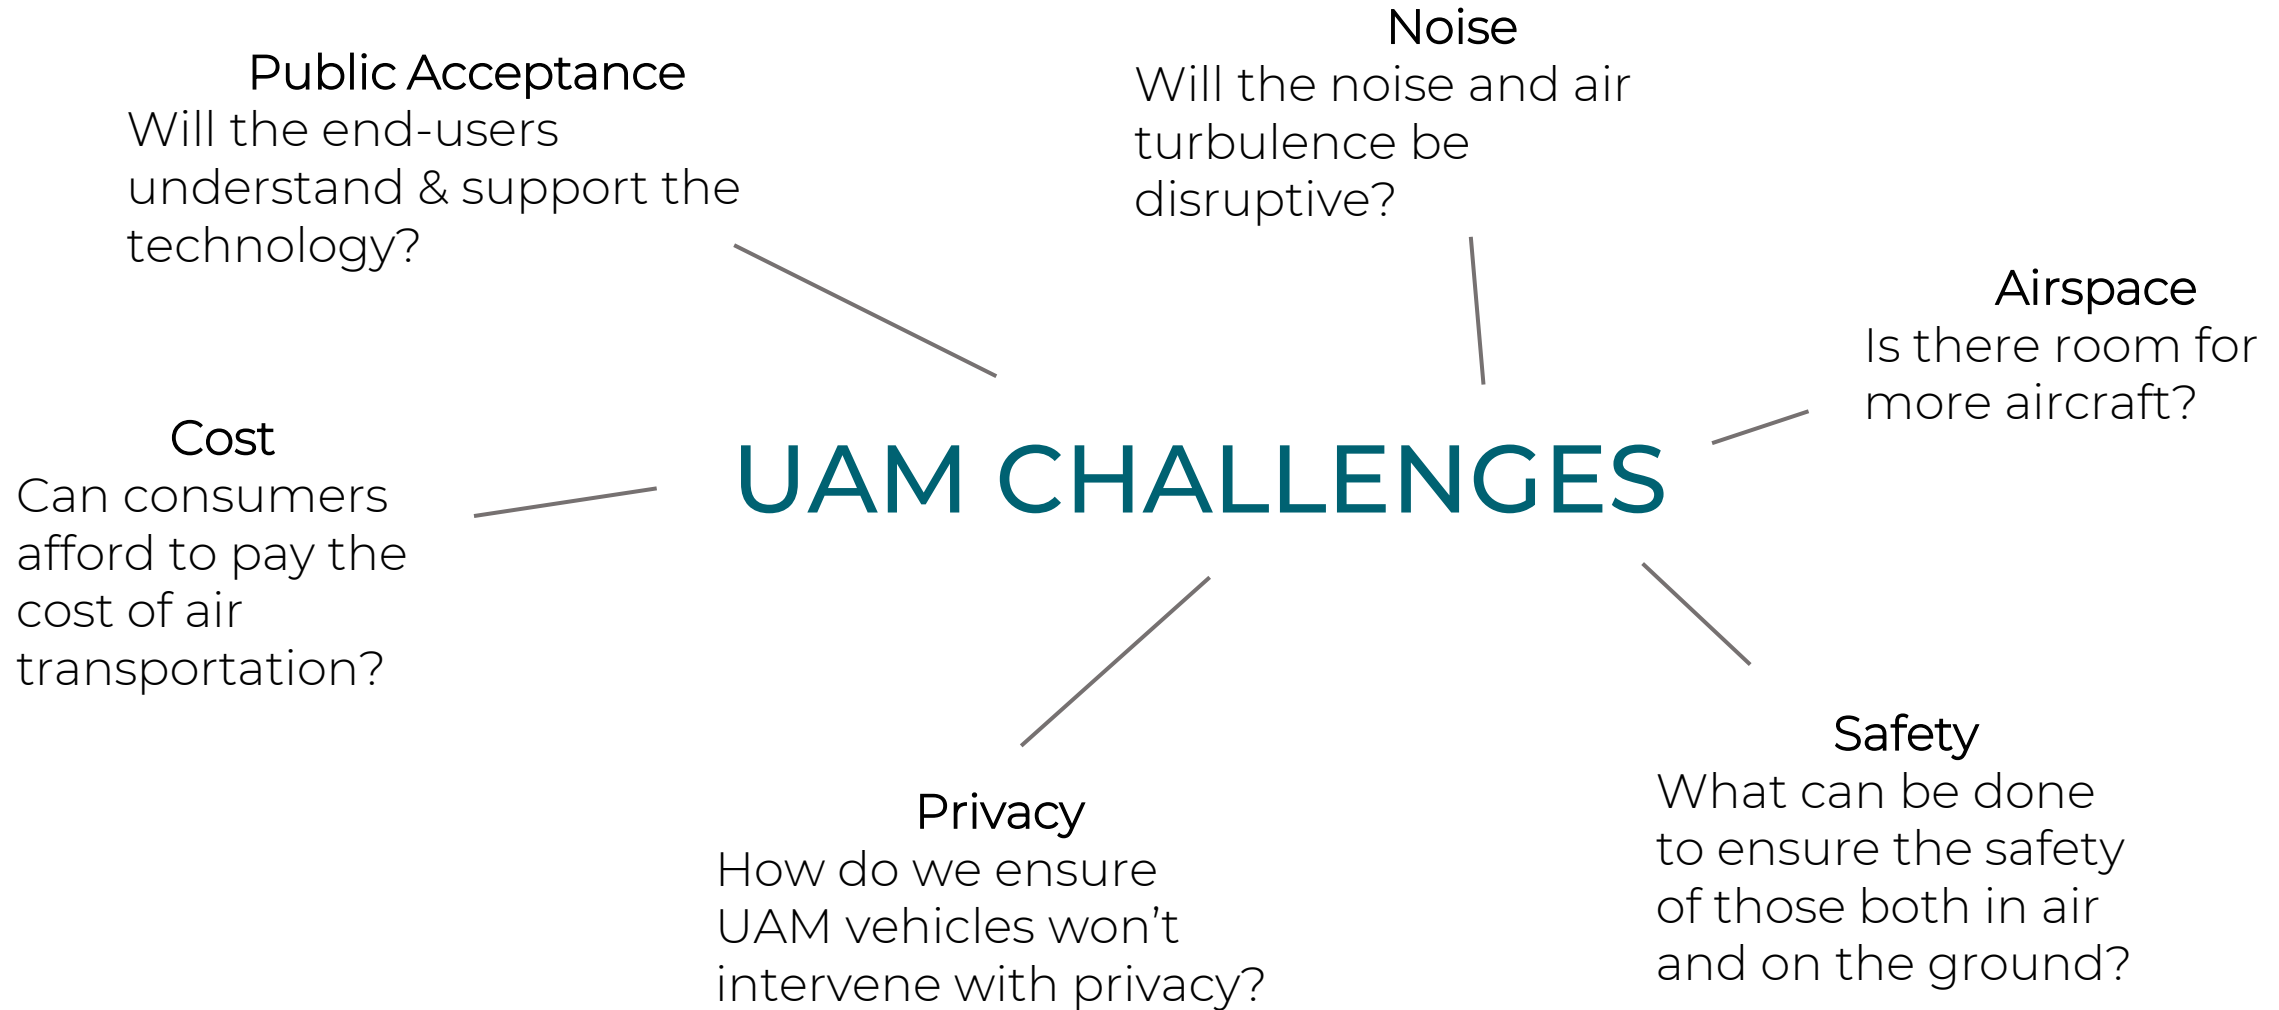 Public Acceptance
Will the end-users
understand & support the
technology?
Noise
Will the noise and air
turbulence be
disruptive?
Airspace
Is there room for
more aircraft?
Cost
Can consumers
afford to pay the
cost of air
transportation?
UAM CHALLENGES
Privacy
How do we ensure
UAM vehicles won’t
intervene with privacy?
Safety
What can be done
to ensure the safety
of those both in air
and on the ground?